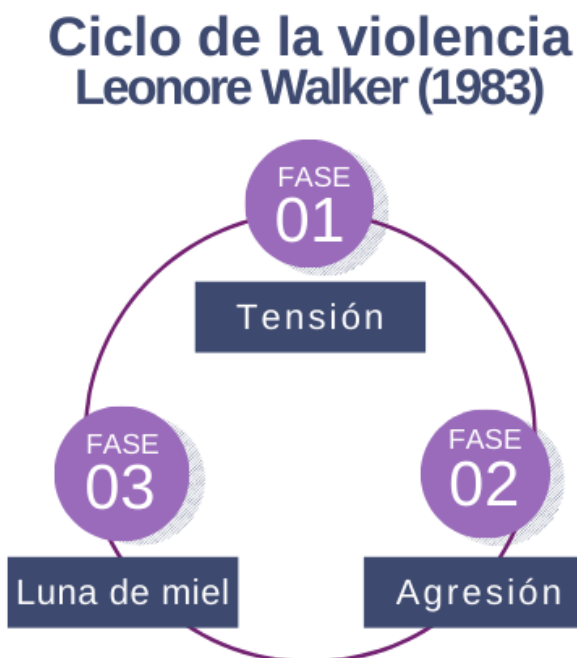 Ciclo de la violencia
Leonore Walker (1983)
FASE
01
Tensión
FASE
03
FASE
02
Luna de miel
Agresión